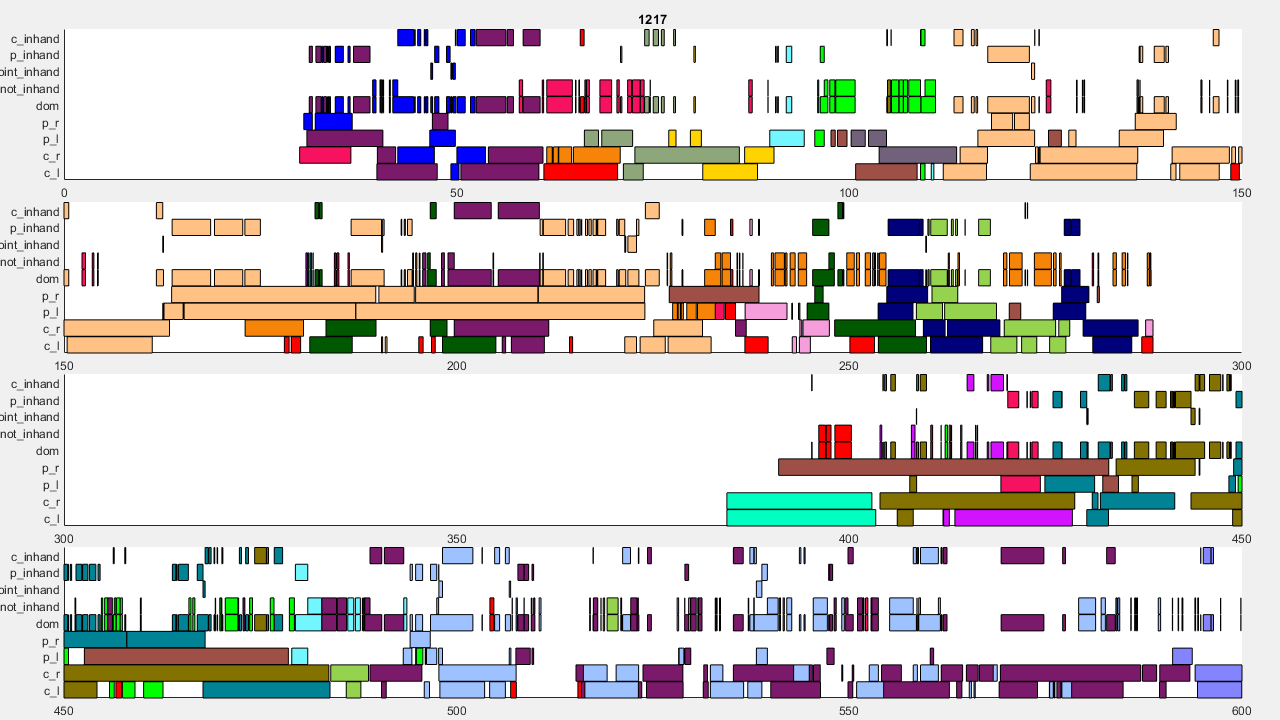 1217
c_inhand
p_inhand
oint_inhand
not_inhand
dom
p_r
p_l
c_r
c_l
0 50 100 150
c_inhand
p_inhand
oint_inhand
not_inhand
dom
p_r
p_l
c_r
c_l
150 200 250 300
c_inhand
p_inhand
oint_inhand
not_inhand
dom
p_r
p_l
c_r
c_l
300 350 400 450
c_inhand
p_inhand
oint_inhand
not_inhand
dom
p_r
p_l
c_r
c_l
450 500 550 600